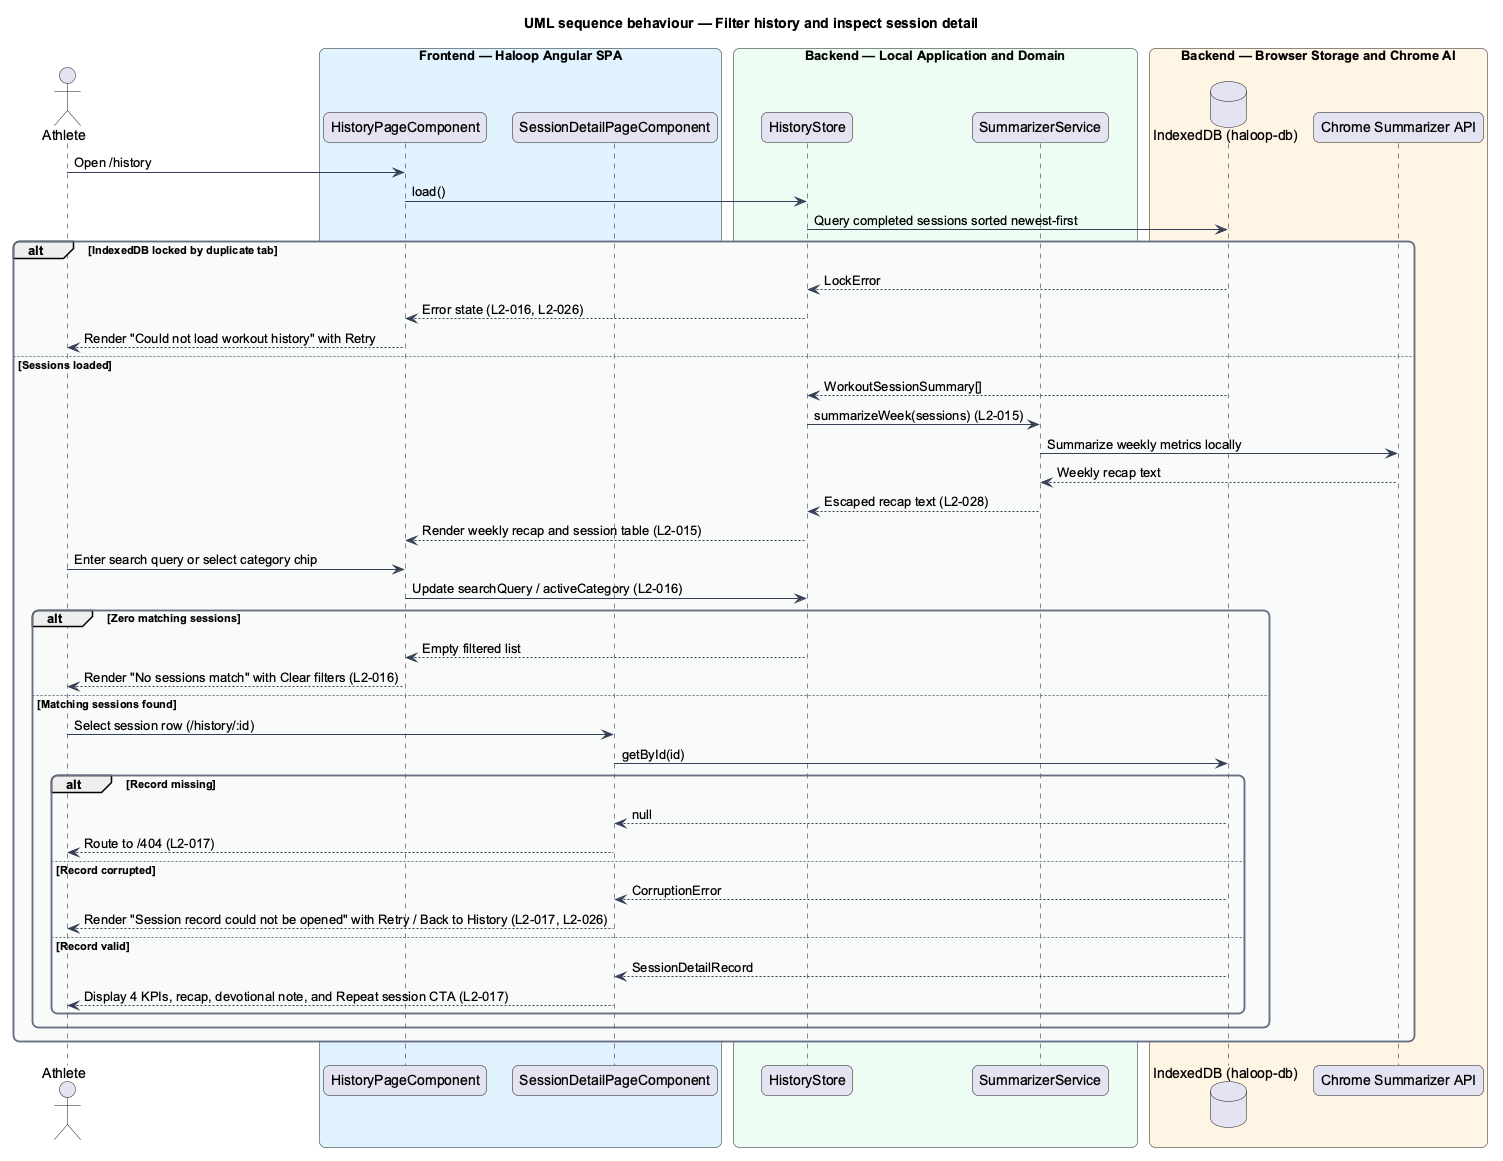 UML sequence behaviour — Filter history and inspect session detail
Frontend — Haloop Angular SPA
Backend — Local Application and Domain
Backend — Browser Storage and Chrome AI
Athlete
HistoryPageComponent
SessionDetailPageComponent
HistoryStore
SummarizerService
IndexedDB (haloop-db)
Chrome Summarizer API
Open /history
load()
Query completed sessions sorted newest-first
alt
[IndexedDB locked by duplicate tab]
LockError
Error state (L2-016, L2-026)
Render "Could not load workout history" with Retry
[Sessions loaded]
WorkoutSessionSummary[]
summarizeWeek(sessions) (L2-015)
Summarize weekly metrics locally
Weekly recap text
Escaped recap text (L2-028)
Render weekly recap and session table (L2-015)
Enter search query or select category chip
Update searchQuery / activeCategory (L2-016)
alt
[Zero matching sessions]
Empty filtered list
Render "No sessions match" with Clear filters (L2-016)
[Matching sessions found]
Select session row (/history/:id)
getById(id)
alt
[Record missing]
null
Route to /404 (L2-017)
[Record corrupted]
CorruptionError
Render "Session record could not be opened" with Retry / Back to History (L2-017, L2-026)
[Record valid]
SessionDetailRecord
Display 4 KPIs, recap, devotional note, and Repeat session CTA (L2-017)
Athlete
HistoryPageComponent
SessionDetailPageComponent
HistoryStore
SummarizerService
IndexedDB (haloop-db)
Chrome Summarizer API